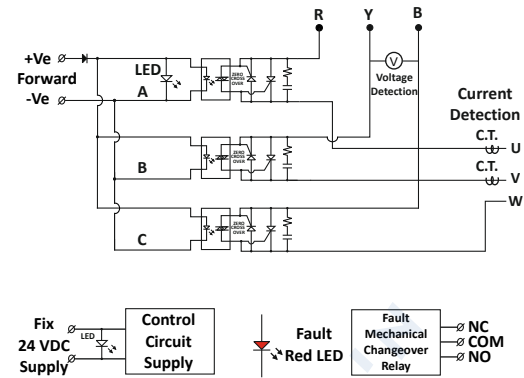 R Y B
+Ve
Forward
-Ve
LED
A
ZERO
CROSS
OVER
V
Voltage
Detection
Current
Detection
C.T.
U
B
ZERO
CROSS
OVER
C.T.
V
W
C
ZERO
CROSS
OVER
Fix
24 VDC
Supply
LED
Control
Circuit
Supply
Fault
Red LED
Fault
Mechanical
Changeover
Relay
NC
COM
NO